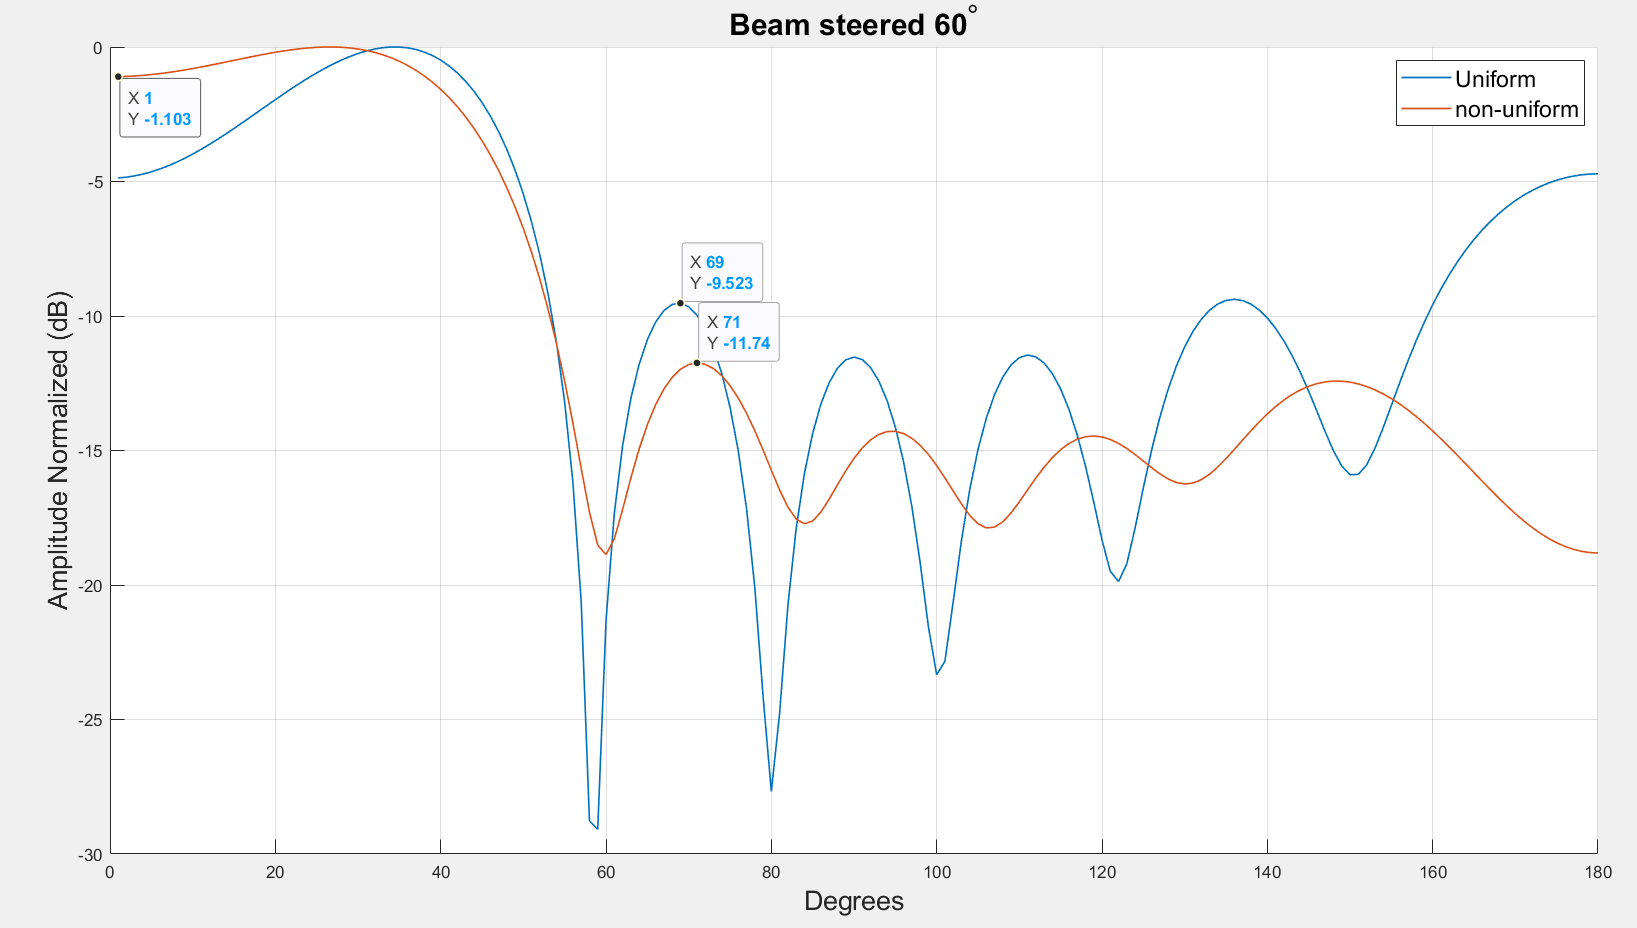 Beam steered 60°
Amplitude Normalized (dB)
0
-5
-10
-15
-20
-25
-30
Uniform
non-uniform
X 1
Y -1.103
X 69
Y -9.523
X 71
Y -11.74
0 20 40 60 80 100 120 140 160 180
Degrees